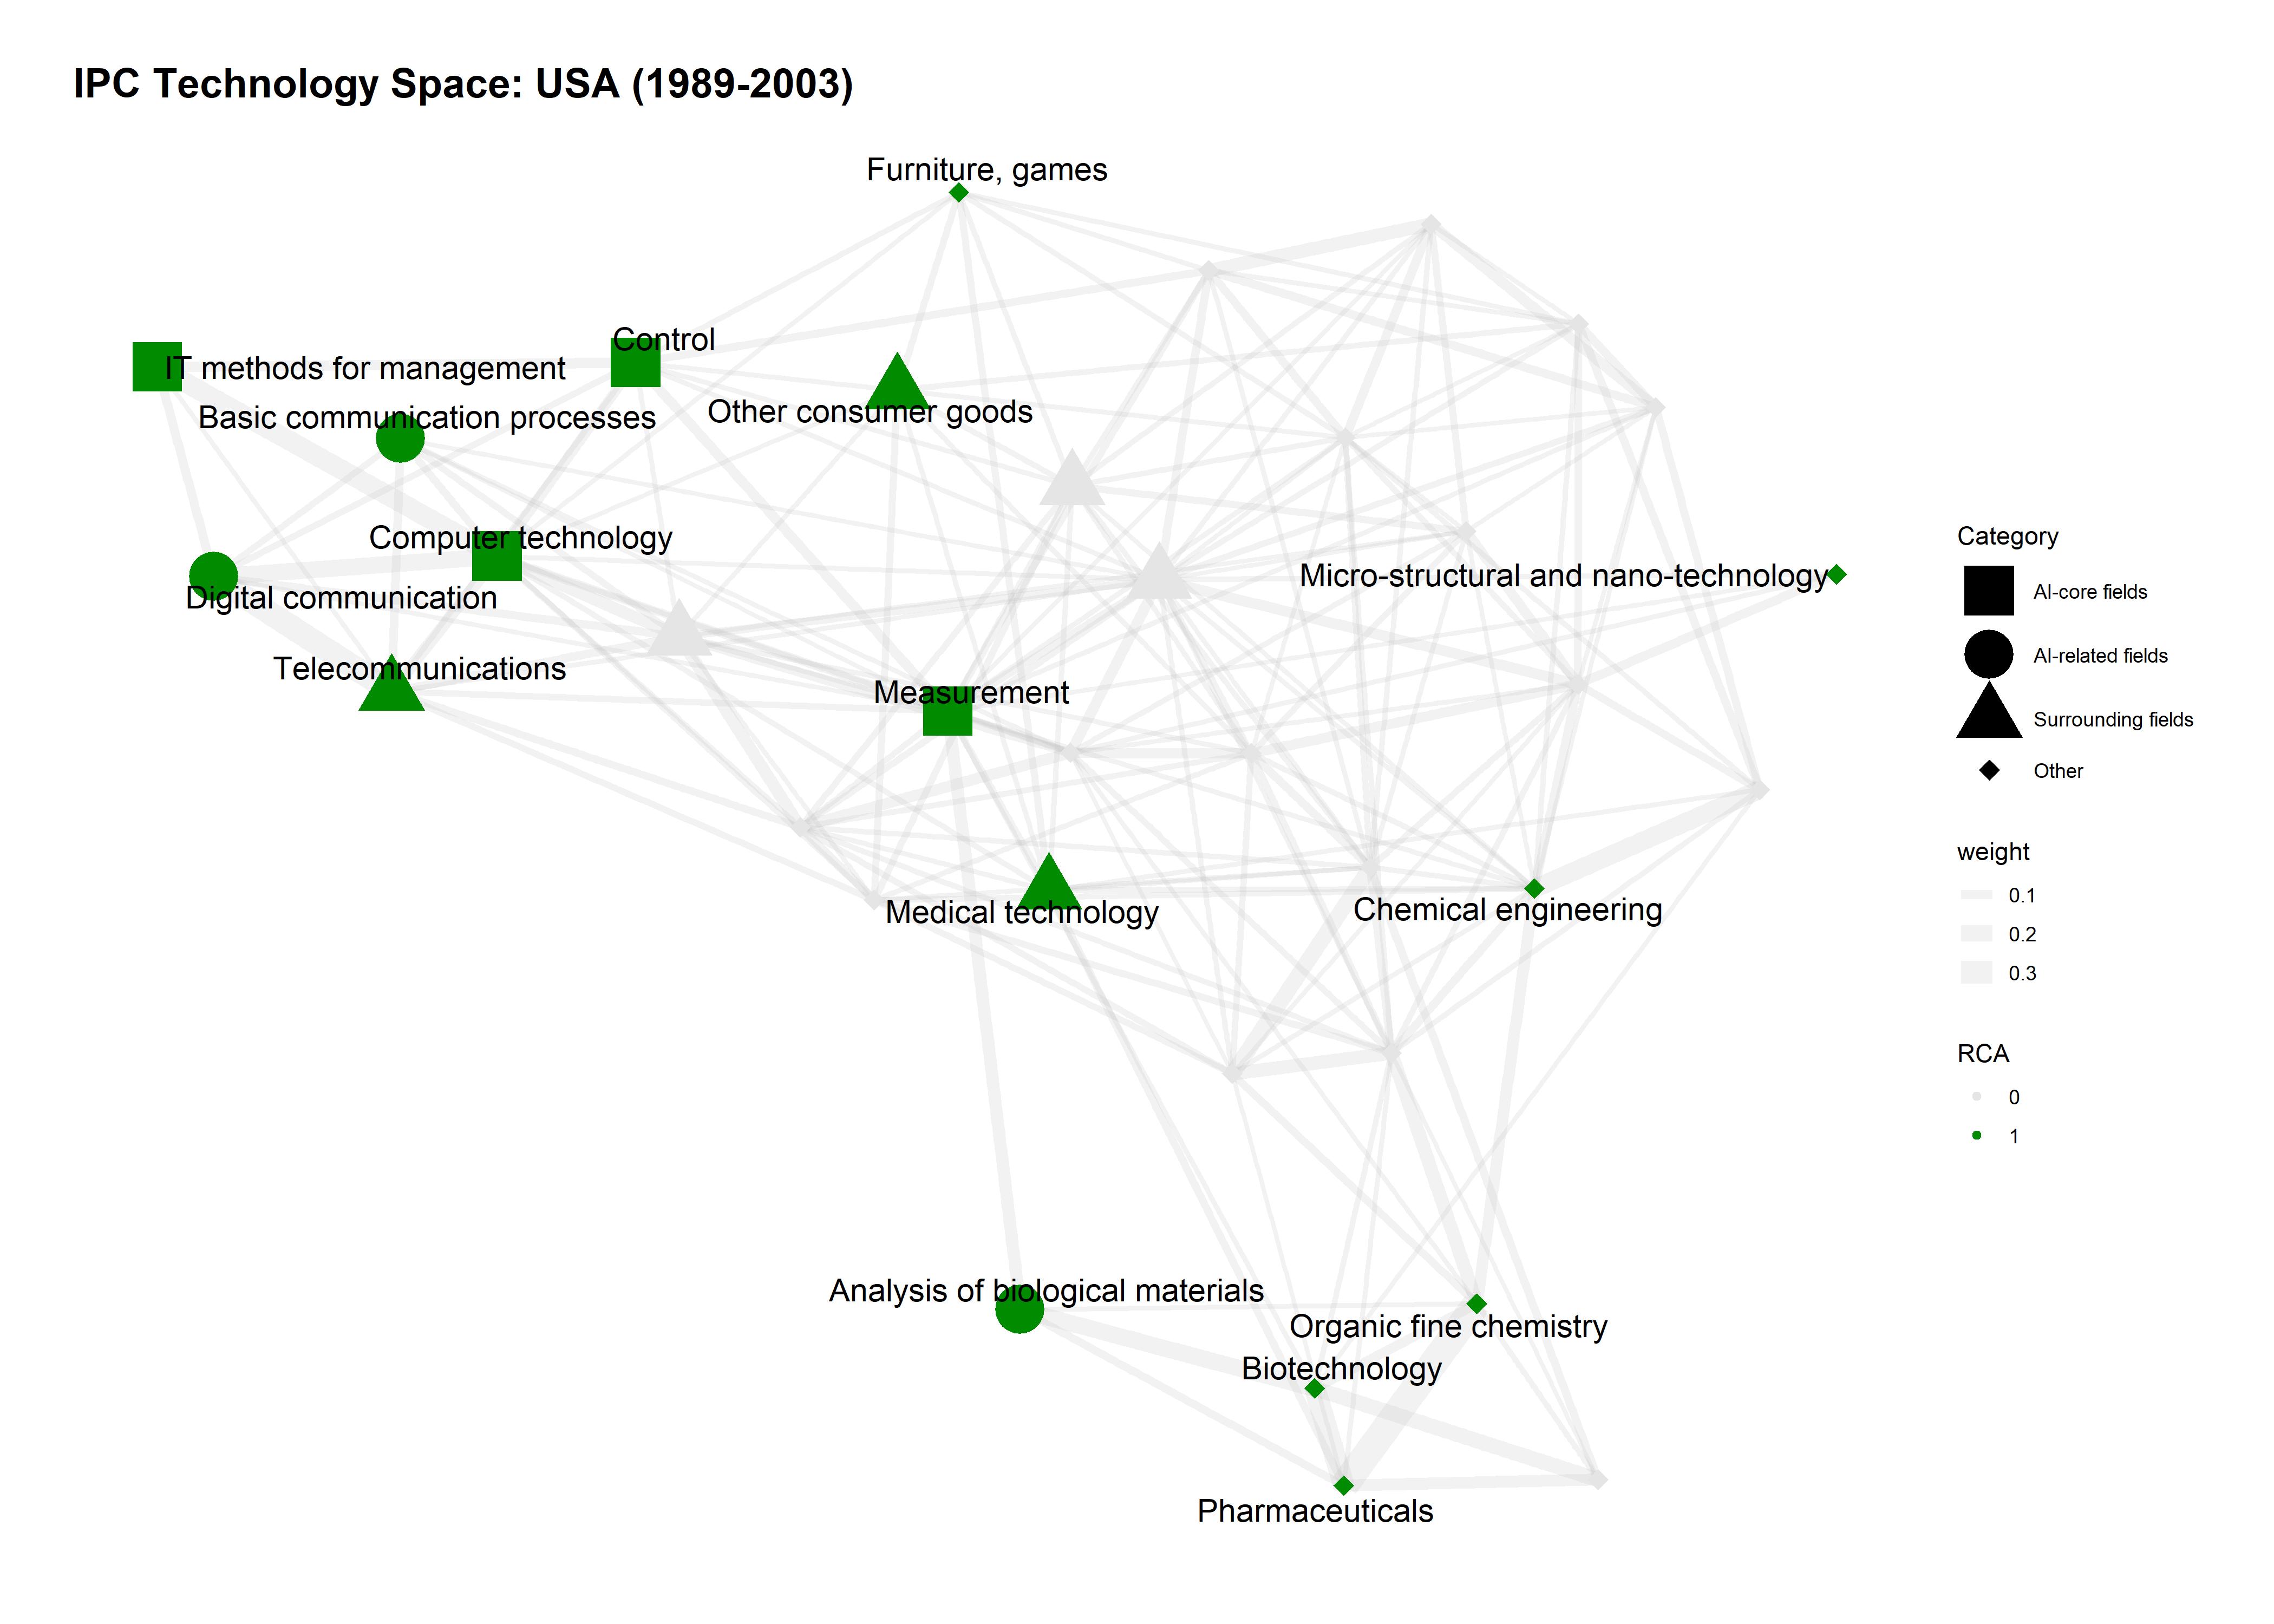 IPC Technology Space: USA (1989-2003)
Furniture, games
Control
IT methods for management
Other consumer goods
Basic communication processes
Computer technology
Micro-structural and nano-technology
Digital communication
Telecommunications
Measurement
Medical technology
Chemical engineering
Analysis of biological materials
Organic fine chemistry
Biotechnology
Pharmaceuticals
Category
AI-core fields
AI-related fields
Surrounding fields
Other
weight
0.1
0.2
0.3
RCA
0
1